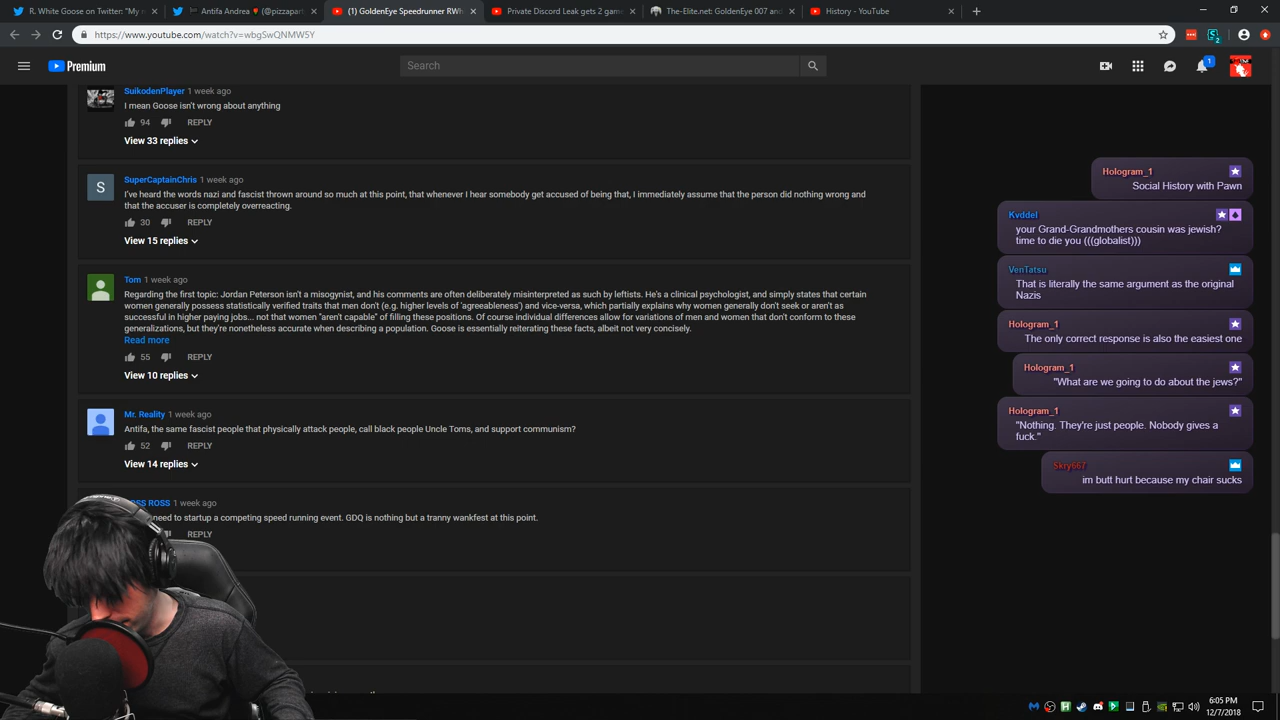 R. White Goose on Twitter: "My n
Antifa Andrea 🌹 (@pizzaparty
(1) GoldenEye Speedrunner RWh
Private Discord Leak gets 2 game
The-Elite.net: GoldenEye 007 and
History - YouTube
https://www.youtube.com/watch?v=wbgSwQNMW5Y
2
Premium
Search
1
SuikodenPlayer 1 week ago
I mean Goose isn't wrong about anything
94 REPLY
View 33 replies
S
SuperCaptainChris 1 week ago
I've heard the words nazi and fascist thrown around so much at this point, that whenever I hear somebody get accused of being that, I immediately assume that the person did nothing wrong and
that the accuser is completely overreacting.
30 REPLY
View 15 replies
Tom 1 week ago
Regarding the first topic: Jordan Peterson isn't a misogynist, and his comments are often deliberately misinterpreted as such by leftists. He's a clinical psychologist, and simply states that certain
women generally possess statistically verified traits that men don't (e.g. higher levels of 'agreeableness') and vice-versa, which partially explains why women generally don't seek or aren't as
successful in higher paying jobs... not that women "aren't capable" of filling these positions. Of course individual differences allow for variations of men and women that don't conform to these
generalizations, but they're nonetheless accurate when describing a population. Goose is essentially reiterating these facts, albeit not very concisely.
Read more
55 REPLY
View 10 replies
Mr. Reality 1 week ago
Antifa, the same fascist people that physically attack people, call black people Uncle Toms, and support communism?
52 REPLY
View 14 replies
ROSS 1 week ago
need to startup a competing speed running event. GDQ is nothing but a tranny wankfest at this point.
REPLY
Hologram_1
Social History with Pawn
Kvddel
your Grand-Grandmothers cousin was jewish?
time to die you (((globalist)))
VenTatsu
That is literally the same argument as the original
Nazis
Hologram_1
The only correct response is also the easiest one
Hologram_1
"What are we going to do about the jews?"
Hologram_1
"Nothing. They're just people. Nobody gives a
fuck."
Skry667
im butt hurt because my chair sucks
6:05 PM
12/7/2018